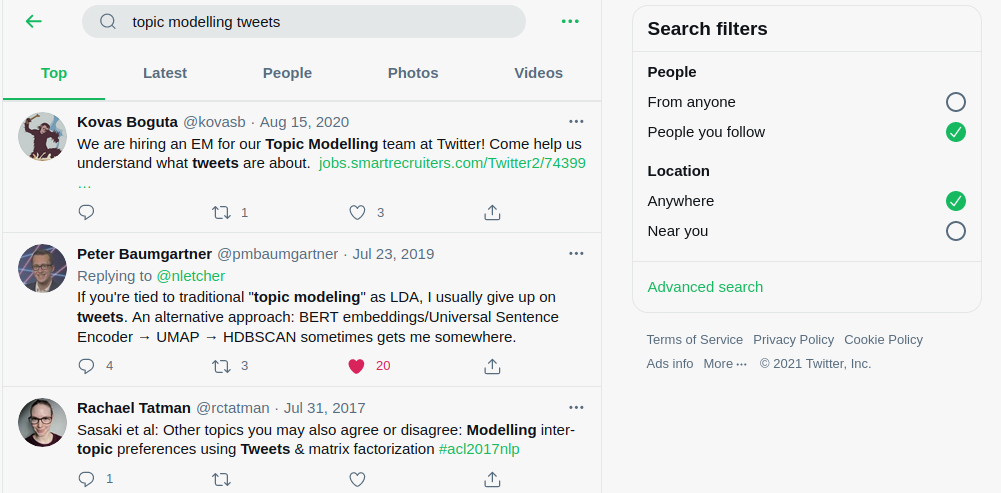 topic modelling tweets
Top Latest People Photos Videos
Kovas Boguta @kovasb · Aug 15, 2020
We are hiring an EM for our Topic Modelling team at Twitter! Come help us
understand what tweets are about. jobs.smartrecruiters.com/Twitter2/74399
…
1 3
Peter Baumgartner @pmbaumgartner · Jul 23, 2019
Replying to @nletcher
If you're tied to traditional "topic modeling" as LDA, I usually give up on
tweets. An alternative approach: BERT embeddings/Universal Sentence
Encoder → UMAP → HDBSCAN sometimes gets me somewhere.
4 3 20
Rachael Tatman @rctatman · Jul 31, 2017
Sasaki et al: Other topics you may also agree or disagree: Modelling inter-
topic preferences using Tweets & matrix factorization #acl2017nlp
1
Search filters
People
From anyone
People you follow
Location
Anywhere
Near you
Advanced search
Terms of Service Privacy Policy Cookie Policy
Ads info More ··· © 2021 Twitter, Inc.